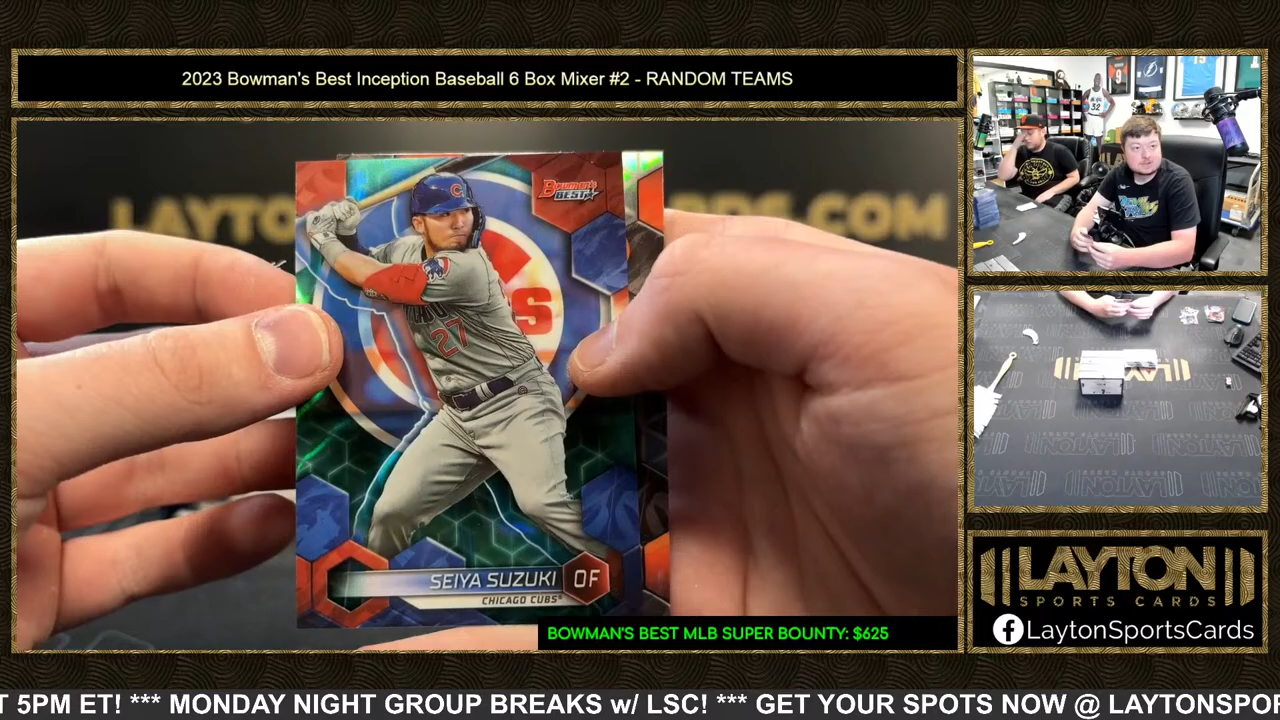 2023 Bowman's Best Inception Baseball 6 Box Mixer #2 - RANDOM TEAMS
BOWMAN'S
BEST
C
27
SEIYA SUZUKI OF
CHICAGO CUBS
BOWMAN'S BEST MLB SUPER BOUNTY: $625
LAYTON
SPORTS CARDS
LaytonSportsCards
T 5PM ET! *** MONDAY NIGHT GROUP BREAKS w/ LSC! *** GET YOUR SPOTS NOW @ LAYTONSPOR